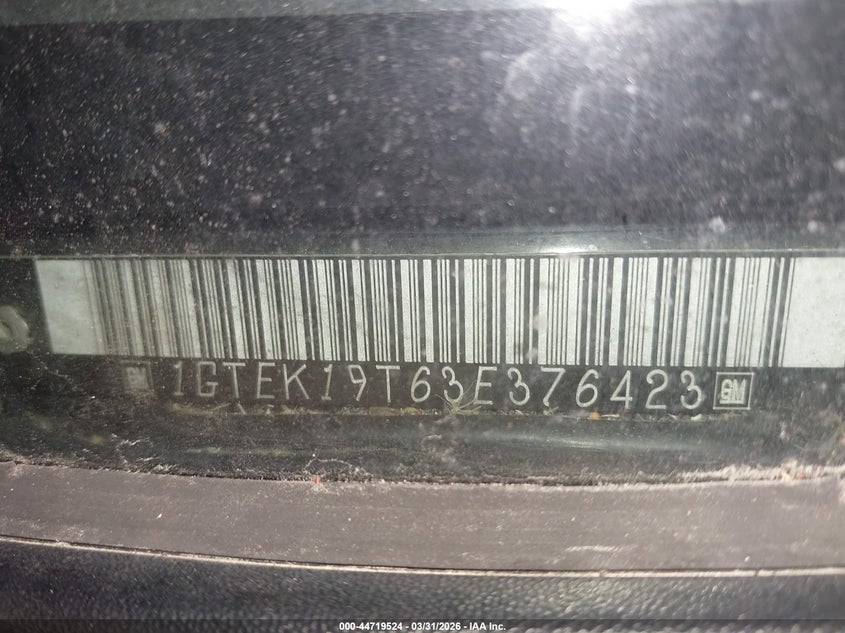 1GTEK19T63E376423 GM
000-44719524 - 03/31/2026 - IAA Inc.